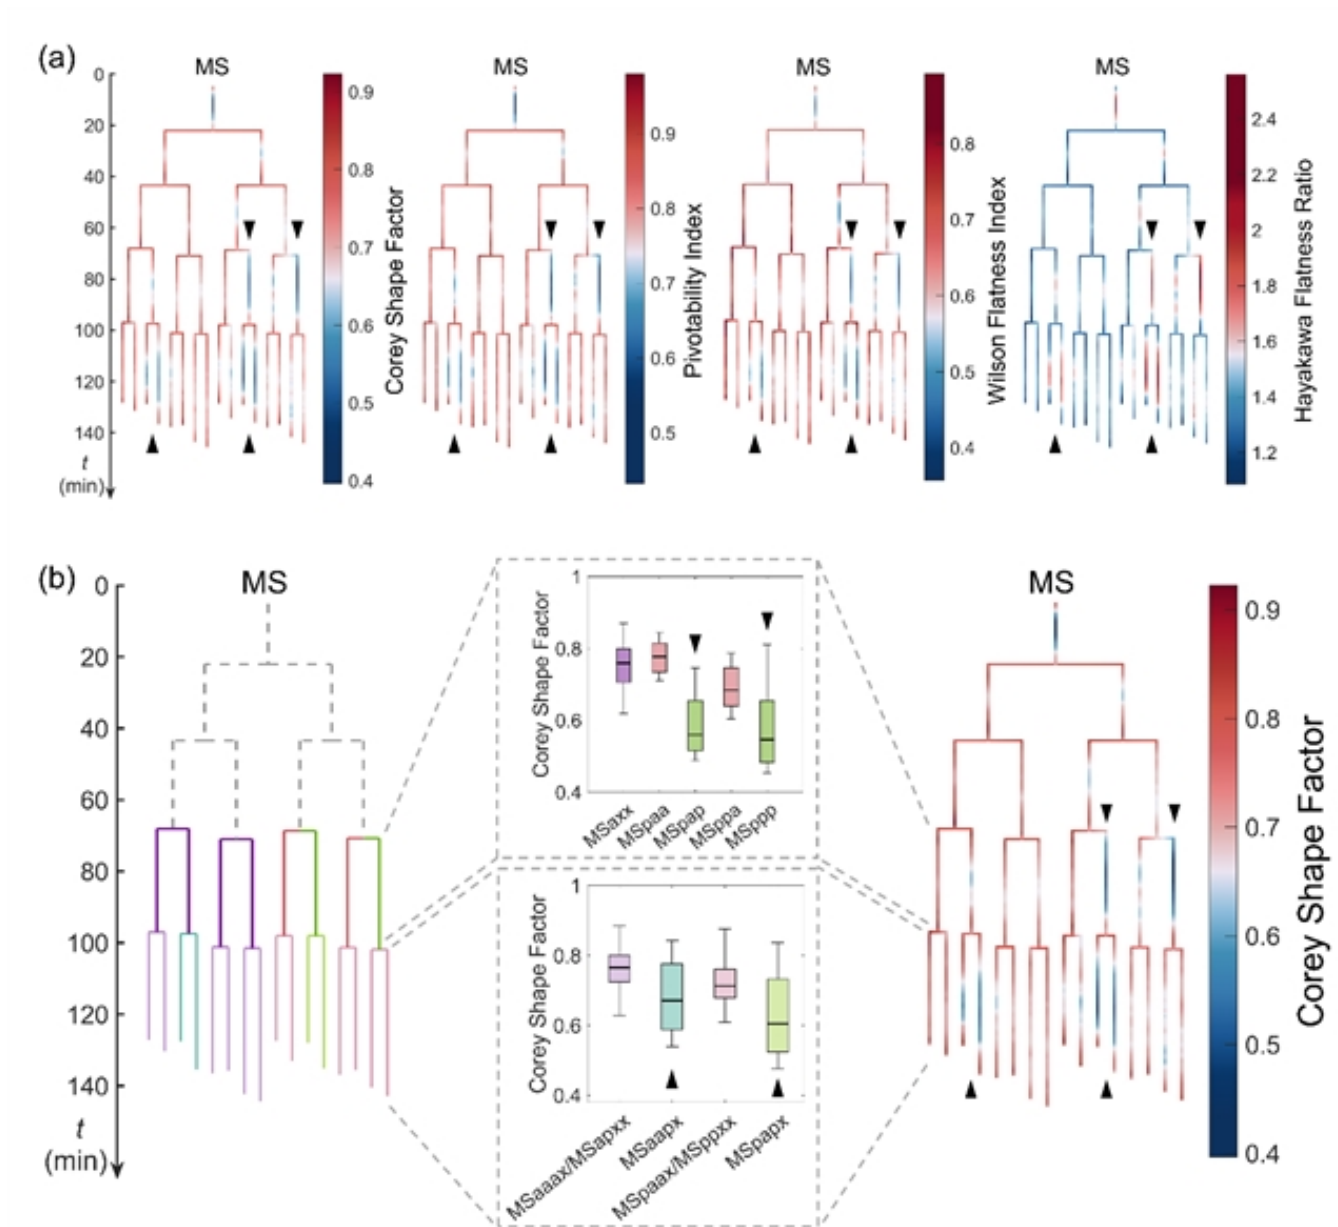 (a)
MS
MS
MS
MS
0
20
40
60
80
100
120
140
t
(min)
0.9
0.8
0.7
0.6
0.5
0.4
Corey Shape Factor
0.9
0.8
0.7
0.6
0.5
Pivotability Index
0.8
0.7
0.6
0.5
0.4
Wilson Flatness Index
2.4
2.2
2
1.8
1.6
1.4
1.2
Hayakawa Flatness Ratio
(b)
MS
0
20
40
60
80
100
120
140
t
(min)
1
0.8
0.6
0.4
Corey Shape Factor
MSaxx
MSpaa
MSpap
MSppa
MSppp
1
0.8
0.6
0.4
Corey Shape Factor
MSaaax/MSapxx
MSaapx
MSpaax/MSppxx
MSpapx
MS
0.9
0.8
0.7
0.6
0.5
0.4
Corey Shape Factor